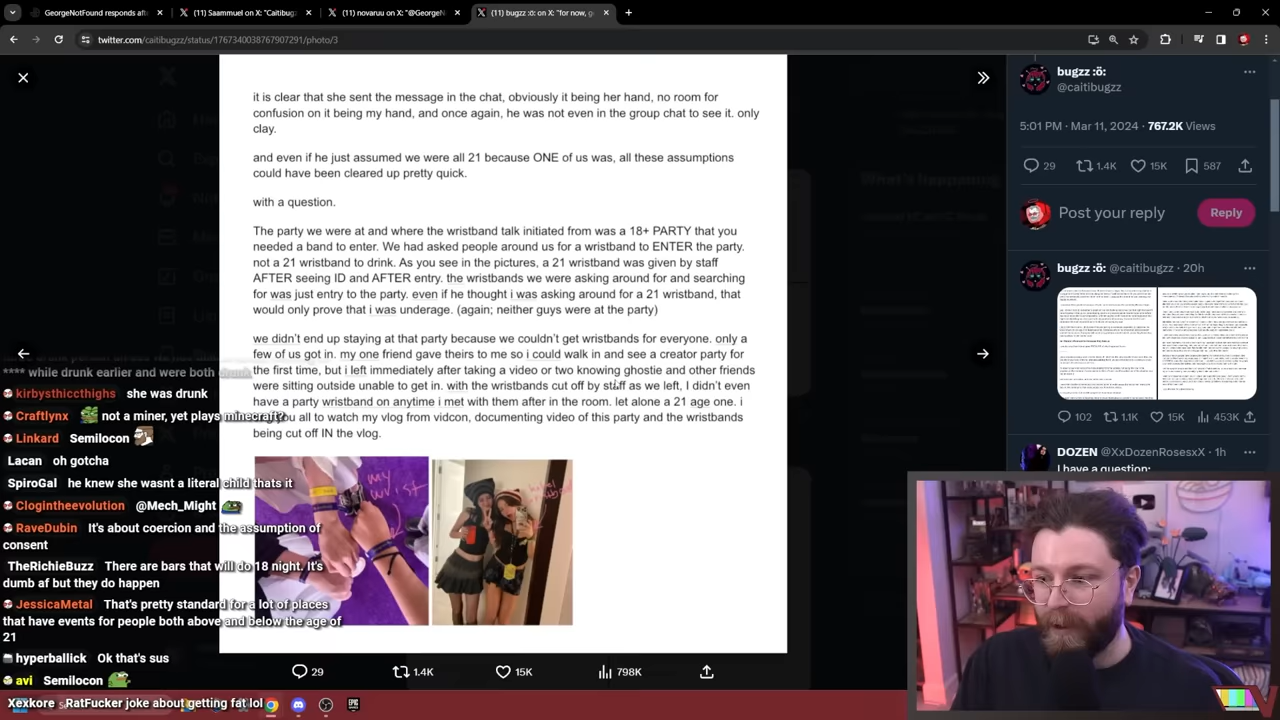 GeorgeNotFound responds aft
(11) Saammuel on X: "Caitibugz
(11) novaruu on X: "@GeorgeN
(11) bugzz :ö: on X: "for now, g
twitter.com/caitibugzz/status/1767340038767907291/photo/3
it is clear that she sent the message in the chat, obviously it being her hand, no room for
confusion on it being my hand, and once again, he was not even in the group chat to see it. only
clay.
and even if he just assumed we were all 21 because ONE of us was, all these assumptions
could have been cleared up pretty quick.
with a question.
The party we were at and where the wristband talk initiated from was a 18+ PARTY that you
needed a band to enter. We had asked people around us for a wristband to ENTER the party.
not a 21 wristband to drink. As you see in the pictures, a 21 wristband was given by staff
AFTER seeing ID and AFTER entry. the wristbands we were asking around for and searching
for was just entry to the party. even if he thought i was asking around for a 21 wristband, that
would only prove that i was underage. (again; neither guys were at the party)
we didn't end up staying at that party because we couldn't get wristbands for everyone. only a
few of us got in. my one friend gave theirs to me so i could walk in and see a creator party for
the first time, but i left immediately after taking a video or two knowing ghostie and other friends
were sitting outside unable to get in. with the wristbands cut off by staff as we left, I didn't even
have a party wristband on anytime i met with them after in the room. let alone a 21 age one. i
you all to watch my vlog from vidcon, documenting video of this party and the wristbands
being cut off IN the vlog.
29
1.4K
15K
798K
bugzz :ö:
@caitibugzz
5:01 PM · Mar 11, 2024 · 767.2K Views
29
1.4K
15K
587
Post your reply
Reply
bugzz :ö: @caitibugzz · 20h
102
1.1K
15K
453K
DOZEN @XxDozenRosesxX · 1h
I have a question:
**** while drunk earlier and were both drunk
kirbysthiccthighs she was drunk
Craftlynx not a miner, yet plays minecraft?
Linkard Semilocon
Lacan oh gotcha
SpiroGal he knew she wasnt a literal child thats it
Clogintheevolution @Mech_Might
RaveDubin It's about coercion and the assumption of
consent
TheRichieBuzz There are bars that will do 18 night. It's
dumb af but they do happen
JessicaMetal That's pretty standard for a lot of places
that have events for people both above and below the age of
21
hyperballick Ok that's sus
avi Semilocon
Xexkore RatFucker joke about getting fat lol